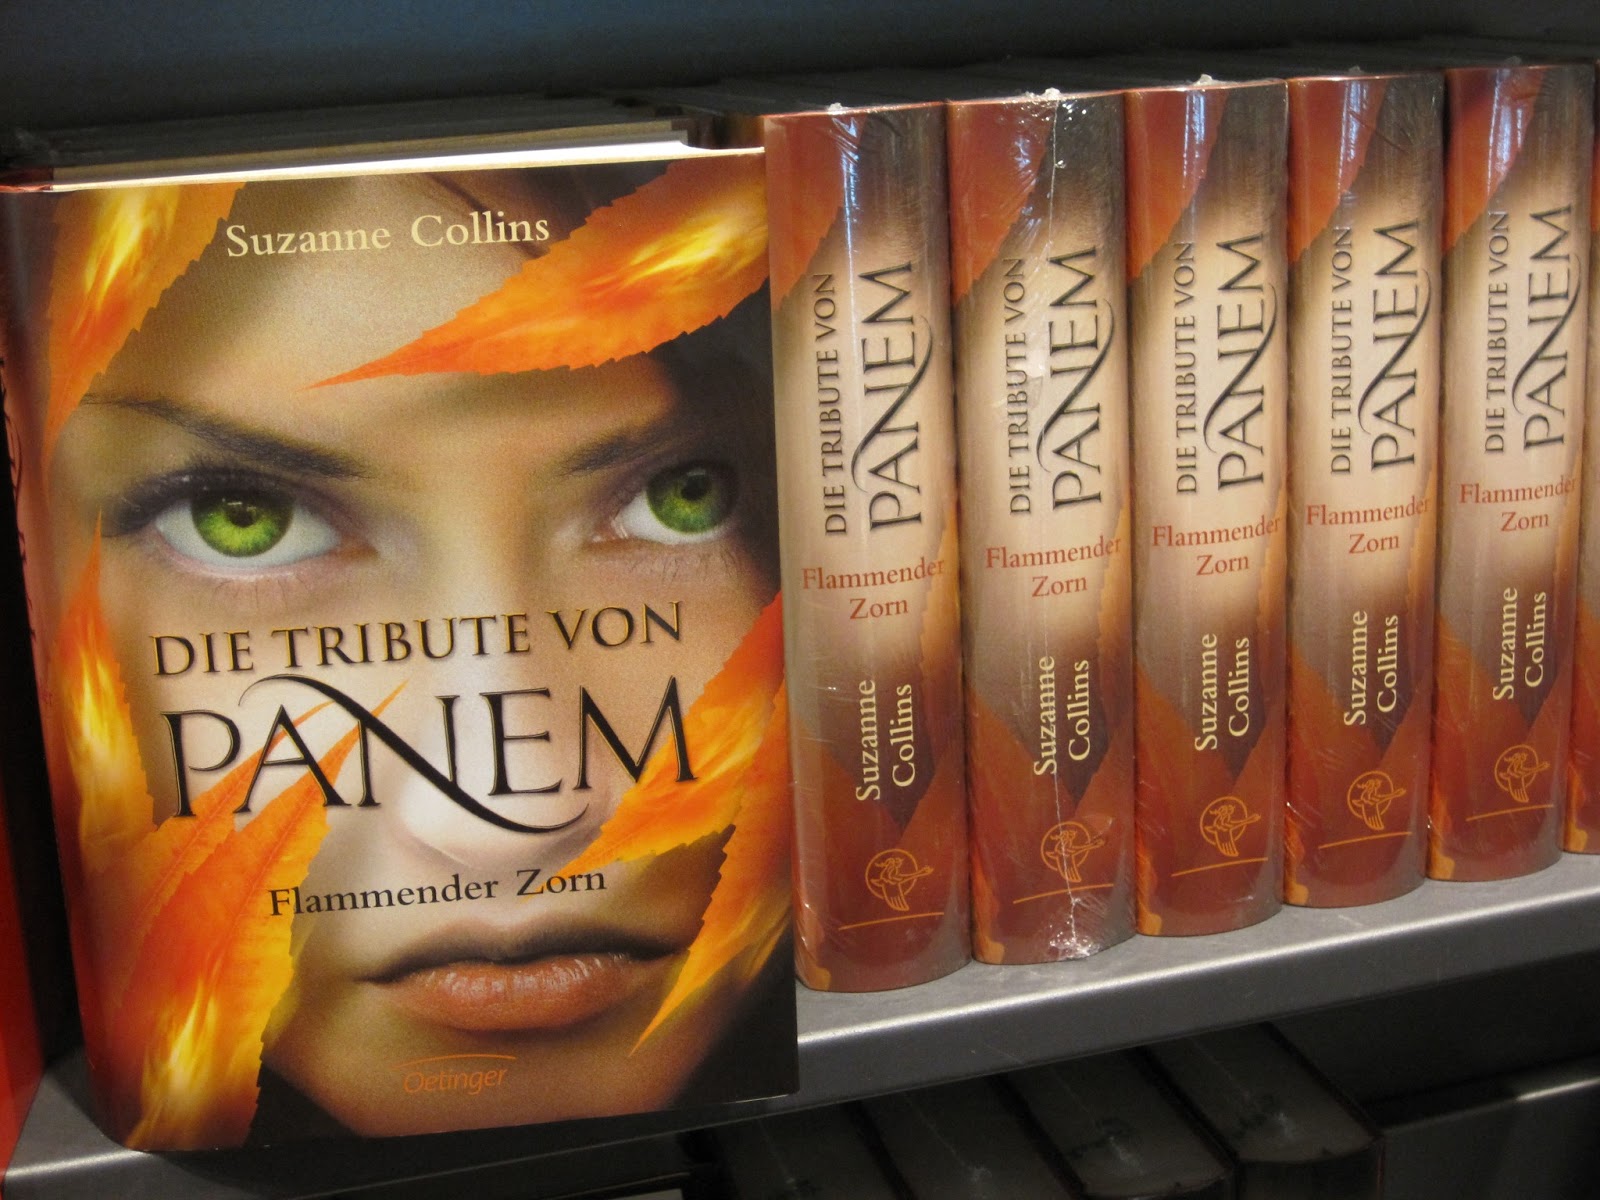 Suzanne Collins
DIE TRIBUTE VON
PANEM
Flammender Zorn
Oetinger
DIE TRIBUTE VON
PANEM
Flammender
Zorn
Suzanne
Collins
DIE TRIBUTE VON
PANEM
Flammender
Zorn
Suzanne
Collins
DIE TRIBUTE VON
PANEM
Flammender
Zorn
Suzanne
Collins
DIE TRIBUTE VON
PANEM
Flammender
Zorn
Suzanne
Collins
DIE TRIBUTE VON
PANEM
Flammender
Zorn
Suzanne
Collins